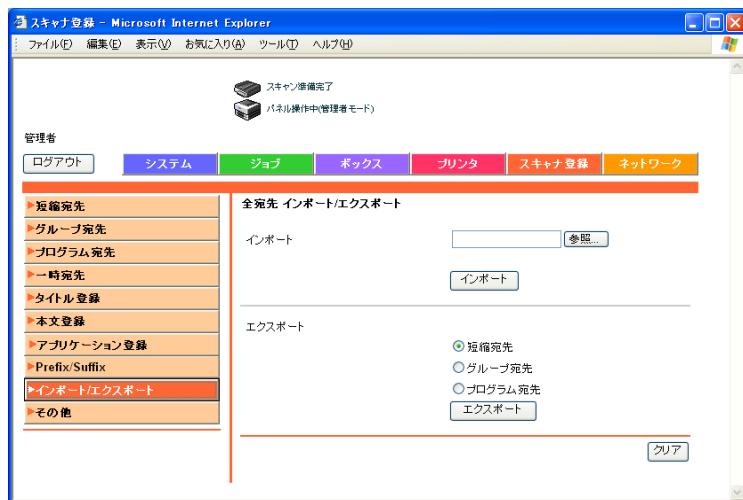 スキャナ登録 - Microsoft Internet Explorer
ファイル(F) 編集(E) 表示(V) お気に入り(A) ツール(T) ヘルプ(H)
スキャン準備完了
パネル操作中(管理者モード)
管理者
ログアウト システム ジョブ ボックス プリンタ スキャナ登録 ネットワーク
▶短縮宛先
▶グループ宛先
▶プログラム宛先
▶一時宛先
▶タイトル登録
▶本文登録
▶アプリケーション登録
▶Prefix/Suffix
▶インポート/エクスポート
▶その他
全宛先 インポート/エクスポート
インポート
参照...
インポート
エクスポート
短縮宛先
グループ宛先
プログラム宛先
エクスポート
クリア